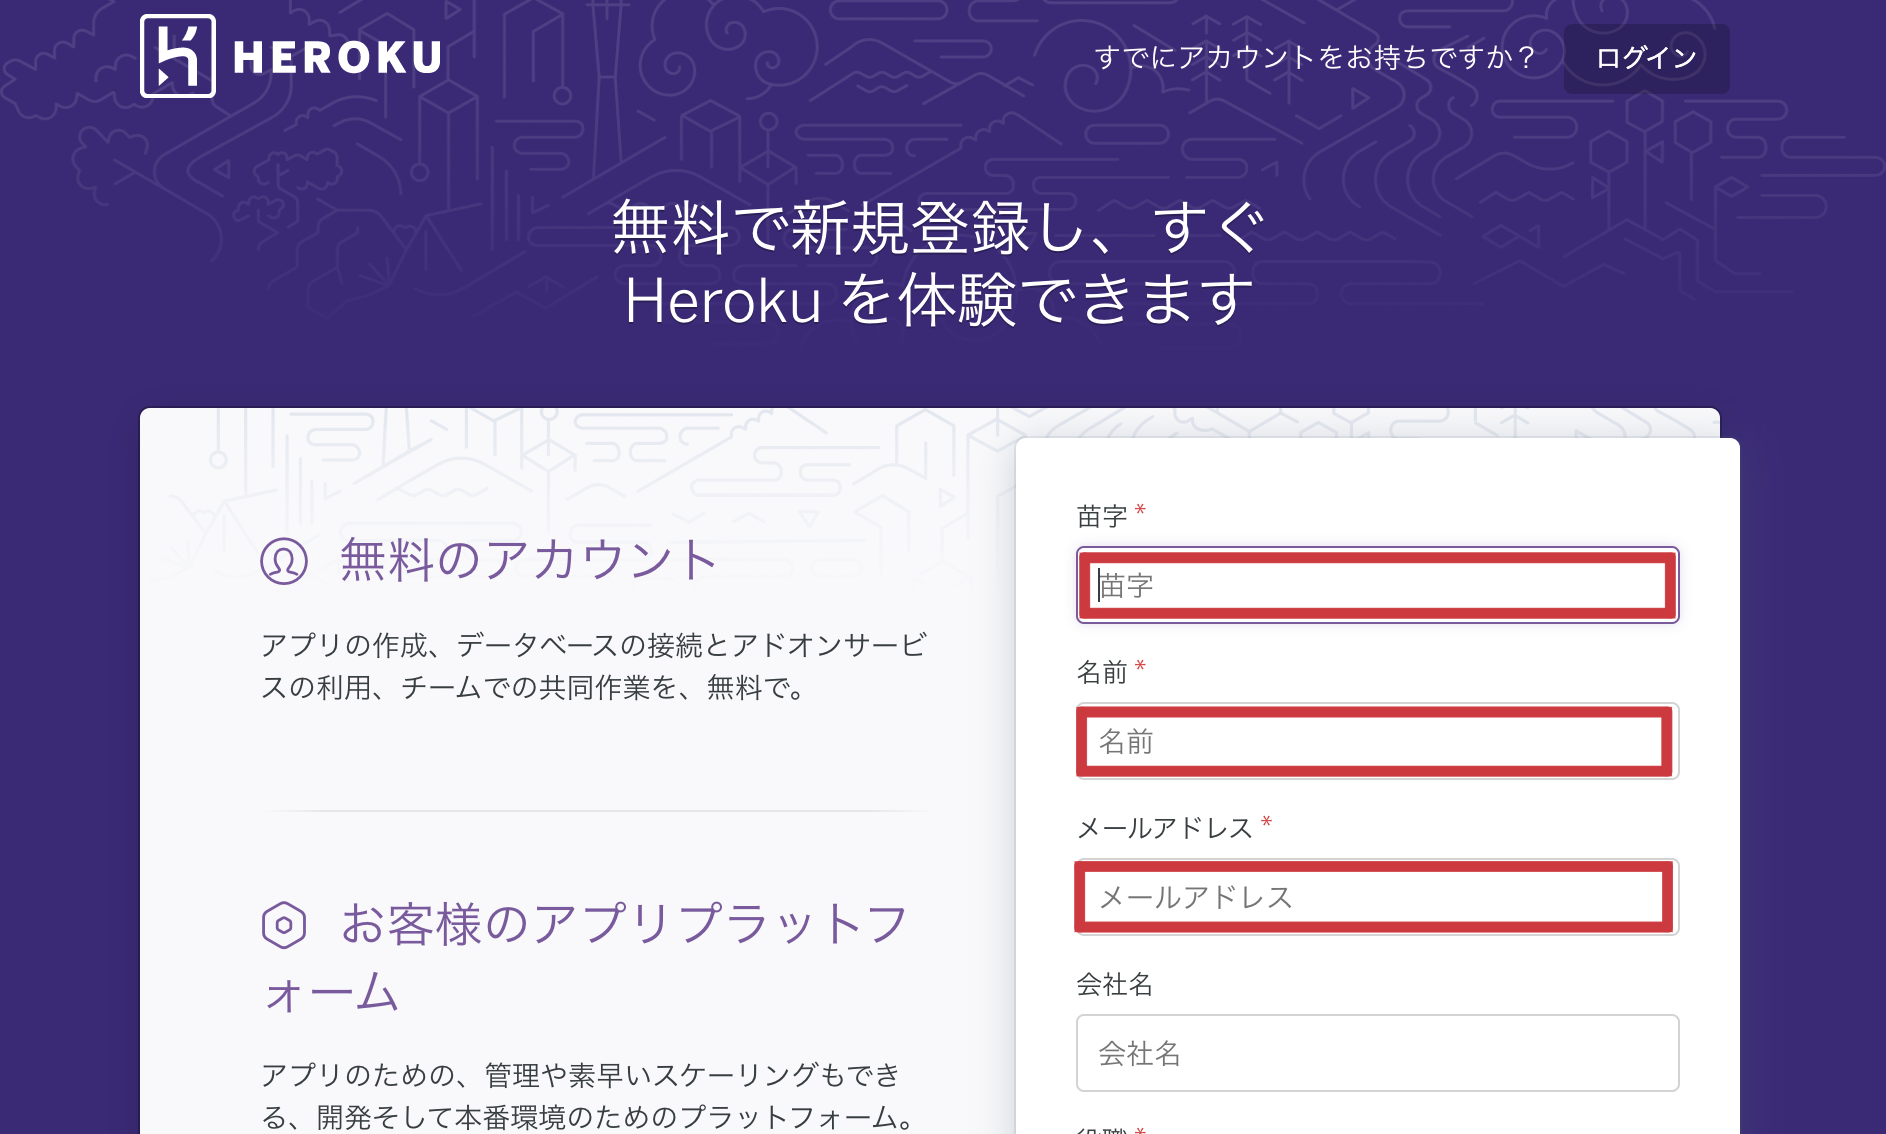 HEROKU
すでにアカウントをお持ちですか？
ログイン
無料で新規登録し、すぐ
Heroku を体験できます
無料のアカウント
アプリの作成、データベースの接続とアドオンサービ
スの利用、チームでの共同作業を、無料で。
お客様のアプリプラットフ
ォーム
アプリのための、管理や素早いスケーリングもでき
る、開発そして本番環境のためのプラットフォーム。
苗字 *
苗字
名前 *
名前
メールアドレス *
メールアドレス
会社名
会社名